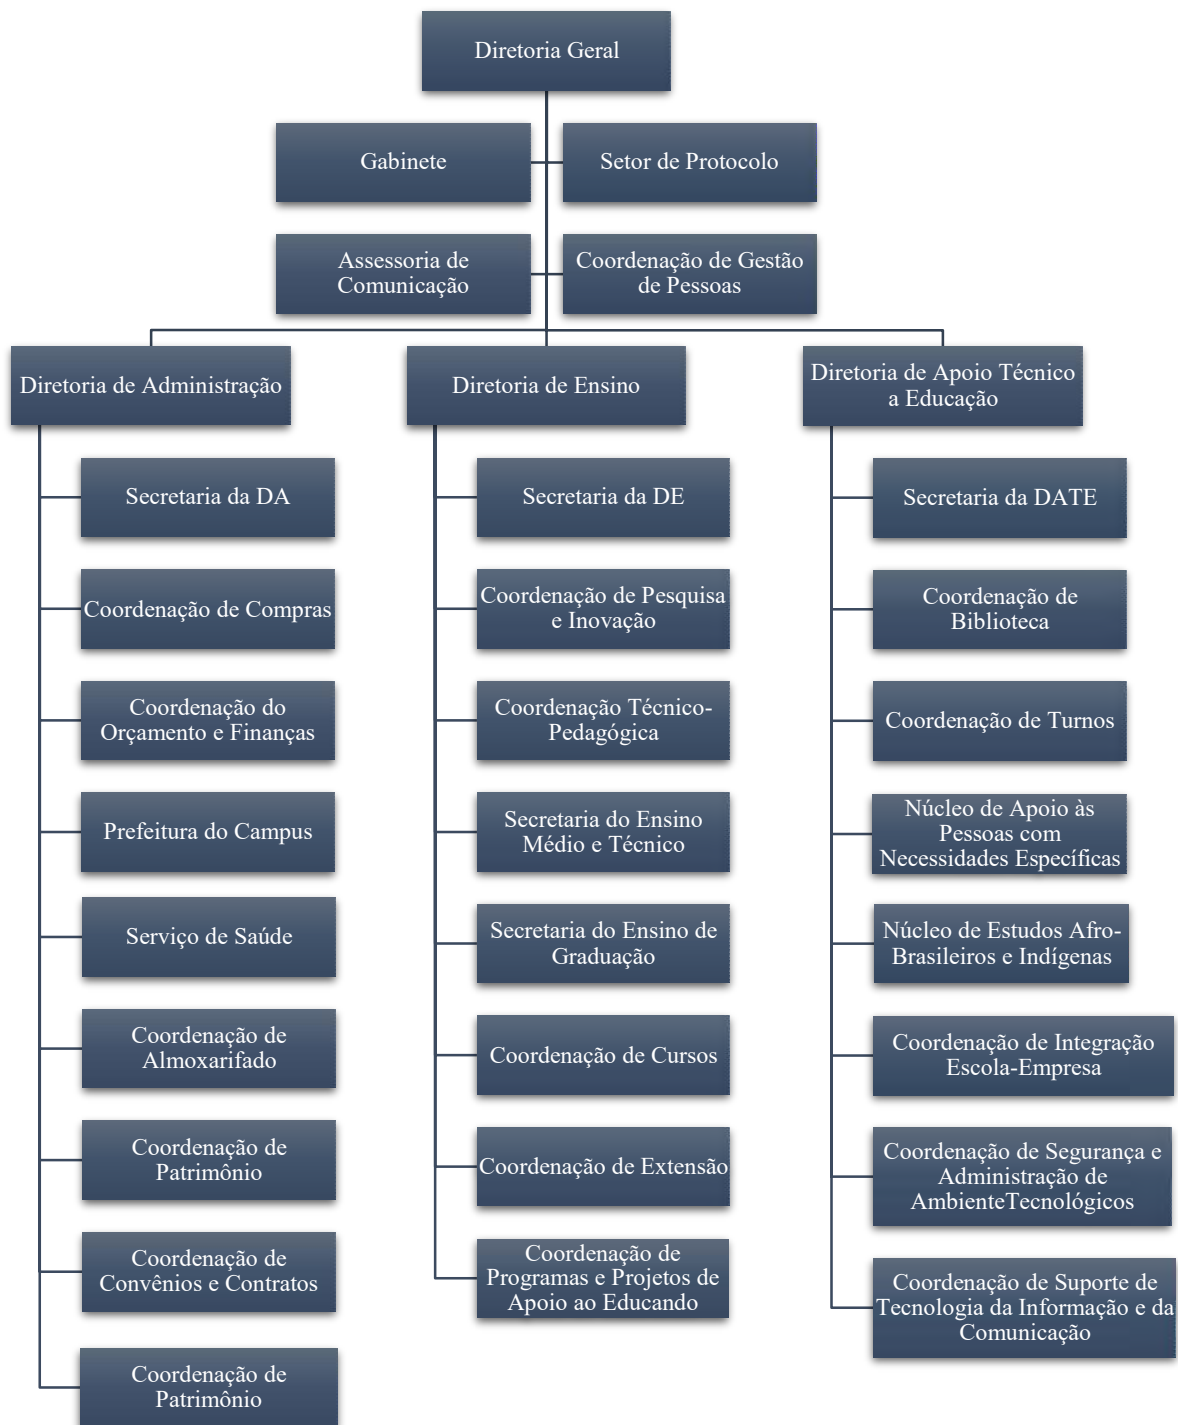 Diretoria Geral
Gabinete
Setor de Protocolo
Assessoria de
Comunicação
Coordenação de Gestão
de Pessoas
Diretoria de Administração
Secretaria da DA
Coordenação de Compras
Coordenação do
Orçamento e Finanças
Prefeitura do Campus
Serviço de Saúde
Coordenação de
Almoxarifado
Coordenação de
Patrimônio
Coordenação de
Convênios e Contratos
Coordenação de
Patrimônio
Diretoria de Ensino
Secretaria da DE
Coordenação de Pesquisa
e Inovação
Coordenação Técnico-
Pedagógica
Secretaria do Ensino
Médio e Técnico
Secretaria do Ensino de
Graduação
Coordenação de Cursos
Coordenação de Extensão
Coordenação de
Programas e Projetos de
Apoio ao Educando
Diretoria de Apoio Técnico
a Educação
Secretaria da DATE
Coordenação de
Biblioteca
Coordenação de Turnos
Núcleo de Apoio às
Pessoas com
Necessidades Específicas
Núcleo de Estudos Afro-
Brasileiros e Indígenas
Coordenação de Integração
Escola-Empresa
Coordenação de Segurança e
Administração de
AmbienteTecnológicos
Coordenação de Suporte de
Tecnologia da Informação e da
Comunicação